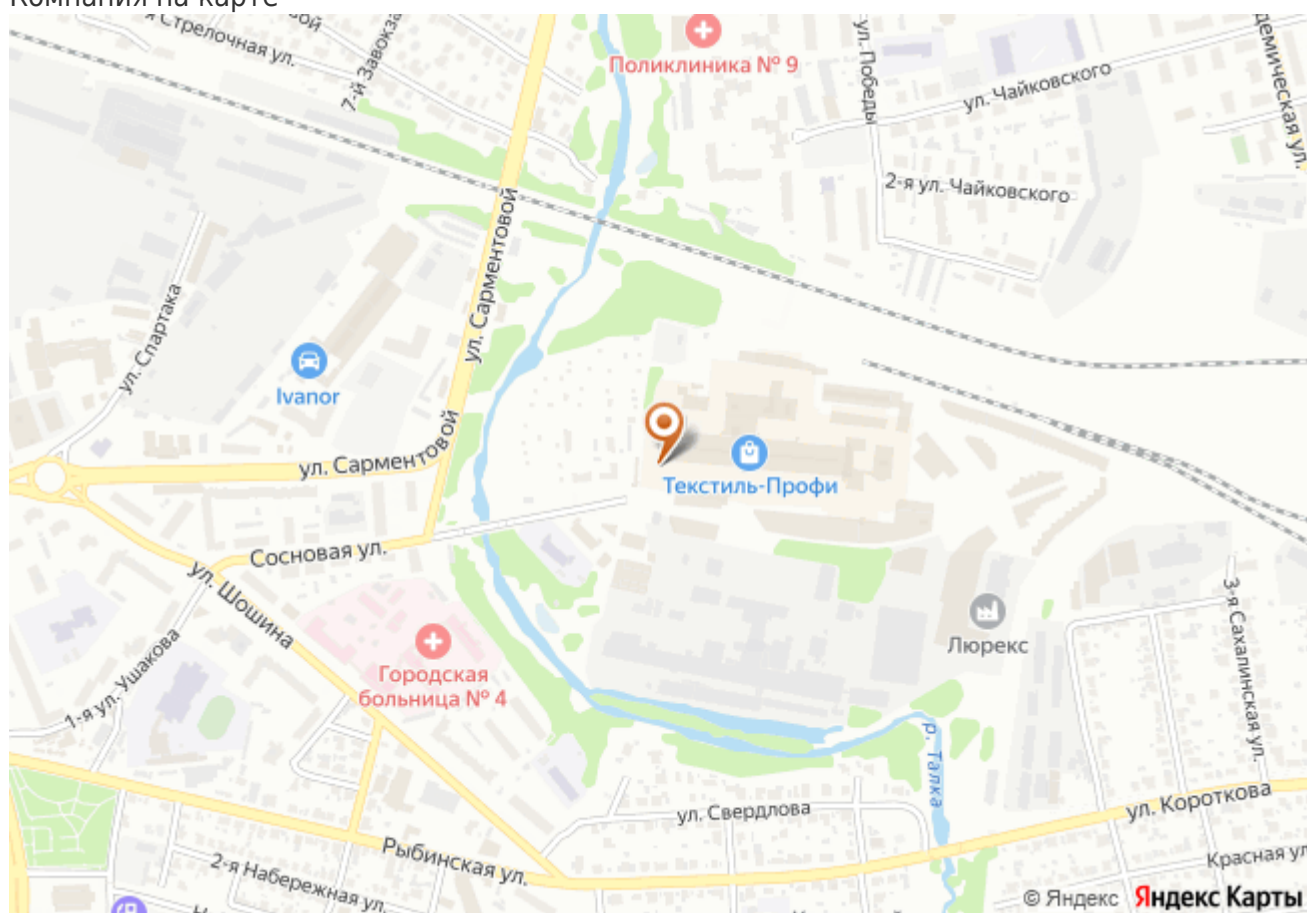 Компания на карте
Стрелочная ул.
7-й Завокза
Поликлиника № 9
ул. Победы
ул. Чайковского
2-я ул. Чайковского
ул. Спартака
ул. Сарментовой
Ivanor
ул. Сарментовой
Текстиль-Профи
Сосновая ул.
ул. Шошина
1-я ул. Ушакова
Городская
больница № 4
Люрекс
3-я Сахалинская ул.
р. Талка
ул. Свердлова
ул. Короткова
Рыбинская ул.
2-я Набережная ул.
Красная ул
© Яндекс Яндекс Карты